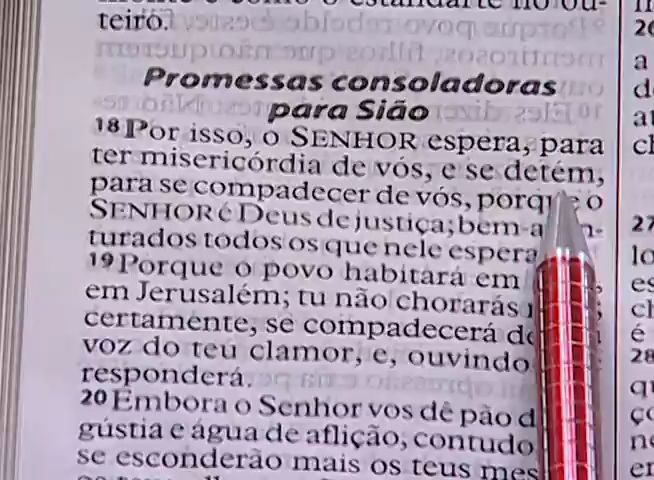 teiro.
Promessas consoladoras
para Sião
18 Por isso, o SENHOR espera, para
ter misericórdia de vós, e se detém,
para se compadecer de vós, porque o
SENHOR é Deus de justiça; bem-a n-
turados todos os que nele espera
19 Porque o povo habitará em
em Jerusalém; tu não chorarás
certamente, se compadecerá de
voz do teu clamor, e, ouvindo
responderá.
20 Embora o Senhor vos dê pão d
gústia e água de aflição, contudo
se esconderão mais os teus mes
27
28